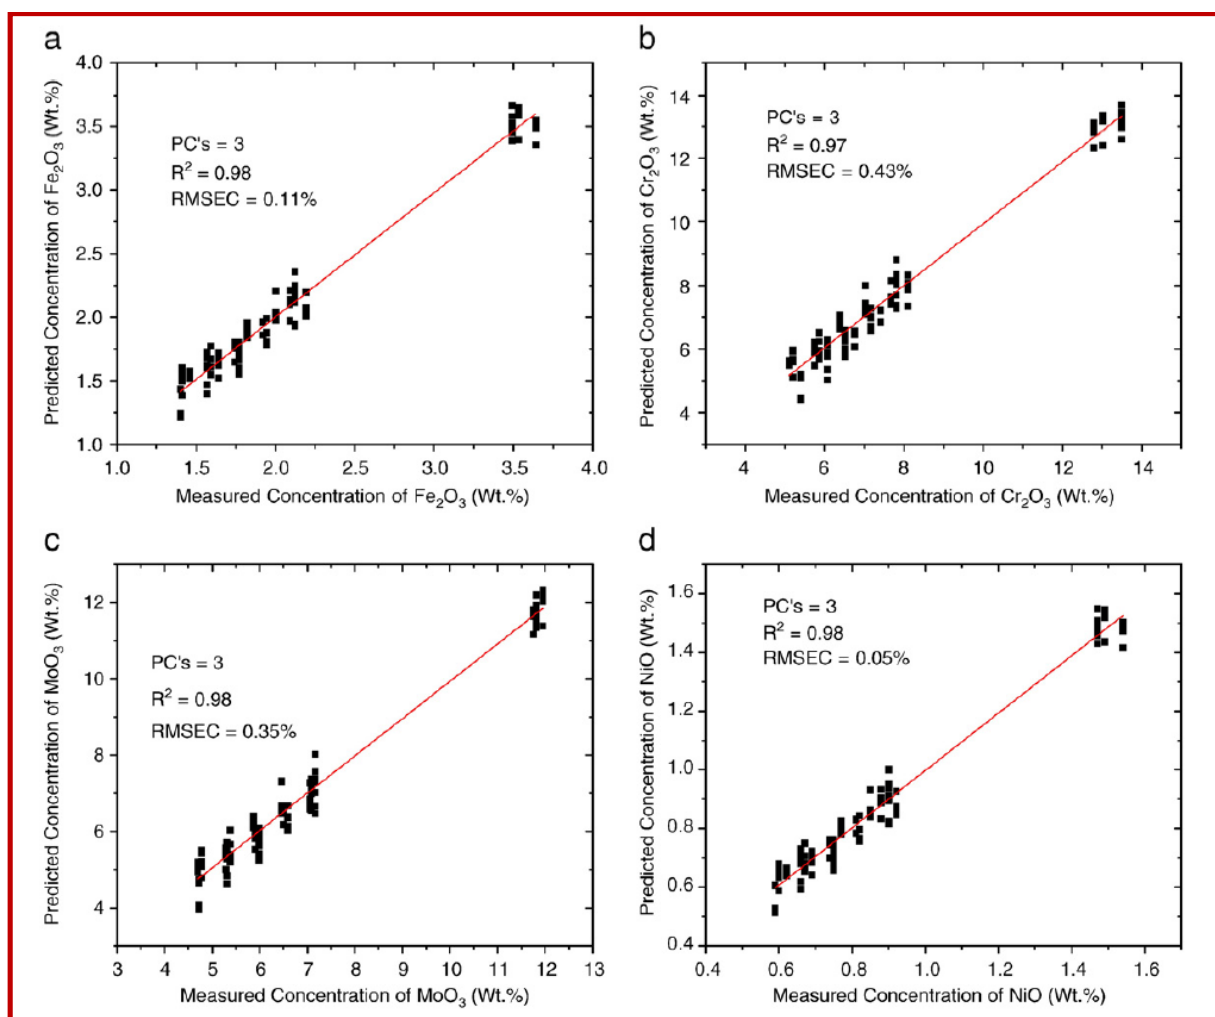 a
Predicted Concentration of Fe₂O₃ (Wt.%)
4.0
3.5
3.0
2.5
2.0
1.5
1.0
PC's = 3
R² = 0.98
RMSEC = 0.11%
1.0 1.5 2.0 2.5 3.0 3.5 4.0
Measured Concentration of Fe₂O₃ (Wt.%)
b
Predicted Concentration of Cr₂O₃ (Wt.%)
14
12
10
8
6
4
PC's = 3
R² = 0.97
RMSEC = 0.43%
4 6 8 10 12 14
Measured Concentration of Cr₂O₃ (Wt.%)
c
Predicted Concentration of MoO₃ (Wt.%)
12
10
8
6
4
PC's = 3
R² = 0.98
RMSEC = 0.35%
3 4 5 6 7 8 9 10 11 12 13
Measured Concentration of MoO₃ (Wt.%)
d
Predicted Concentration of NiO (Wt.%)
1.6
1.4
1.2
1.0
0.8
0.6
0.4
PC's = 3
R² = 0.98
RMSEC = 0.05%
0.4 0.6 0.8 1.0 1.2 1.4 1.6
Measured Concentration of NiO (Wt.%)